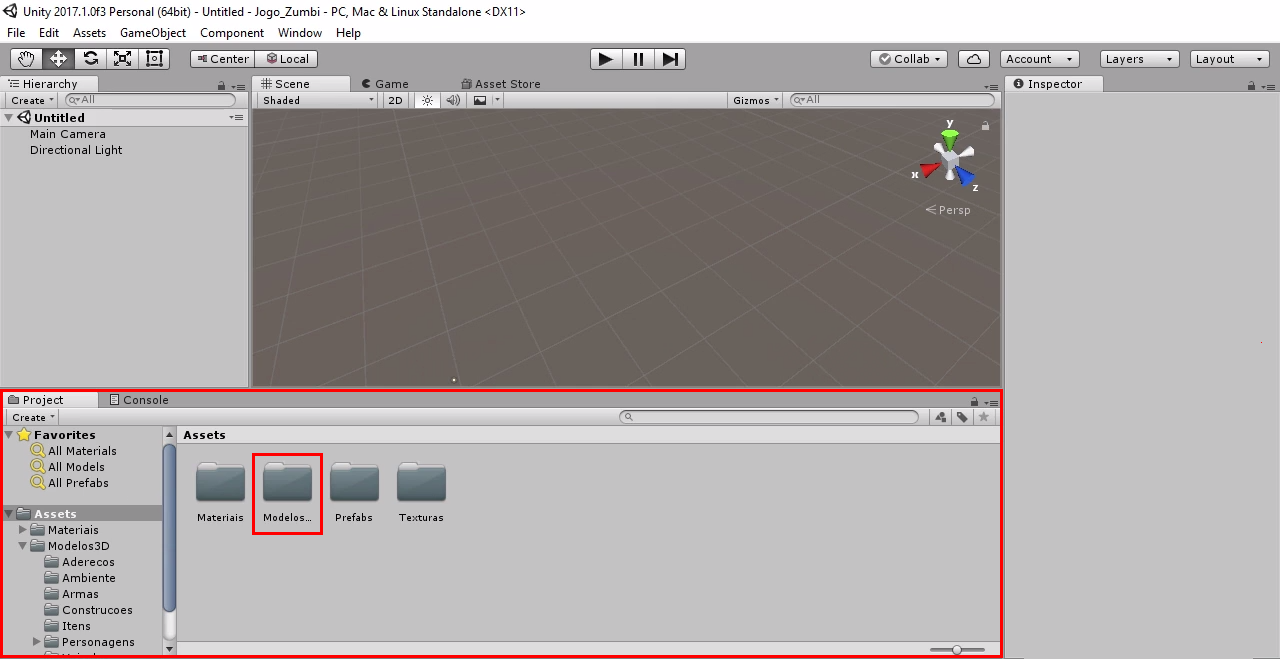 Unity 2017.1.0f3 Personal (64bit) - Untitled - Jogo_Zumbi - PC, Mac & Linux Standalone <DX11>
File Edit Assets GameObject Component Window Help
Center Local Collab Account Layers Layout
Hierarchy
Create All
Untitled
Main Camera
Directional Light
Scene Game Asset Store
Shaded 2D Gizmos All
y
x
z
Persp
Inspector
Project Console
Create
Favorites
All Materials
All Models
All Prefabs
Assets
Materiais
Modelos3D
Aderecos
Ambiente
Armas
Construcoes
Itens
Personagens
Assets
Materiais Modelos... Prefabs Texturas